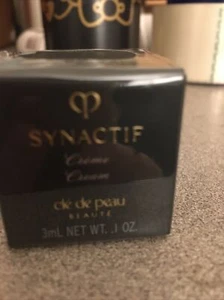 SYNACTIF
Crème
Cream
clé de peau
BEAUTÉ
3mL NET WT. .1 OZ.